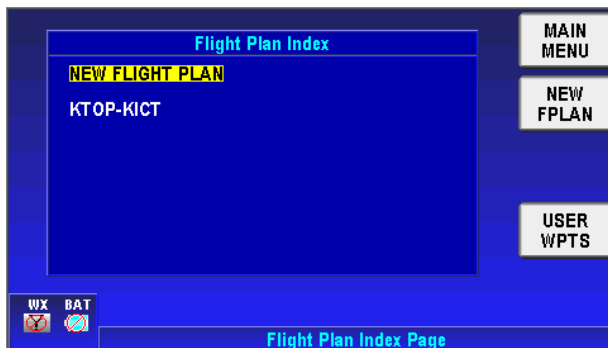 Flight Plan Index
NEW FLIGHT PLAN
KTOP-KICT
MAIN
MENU
NEW
FPLAN
USER
WPTS
WX BAT
Flight Plan Index Page